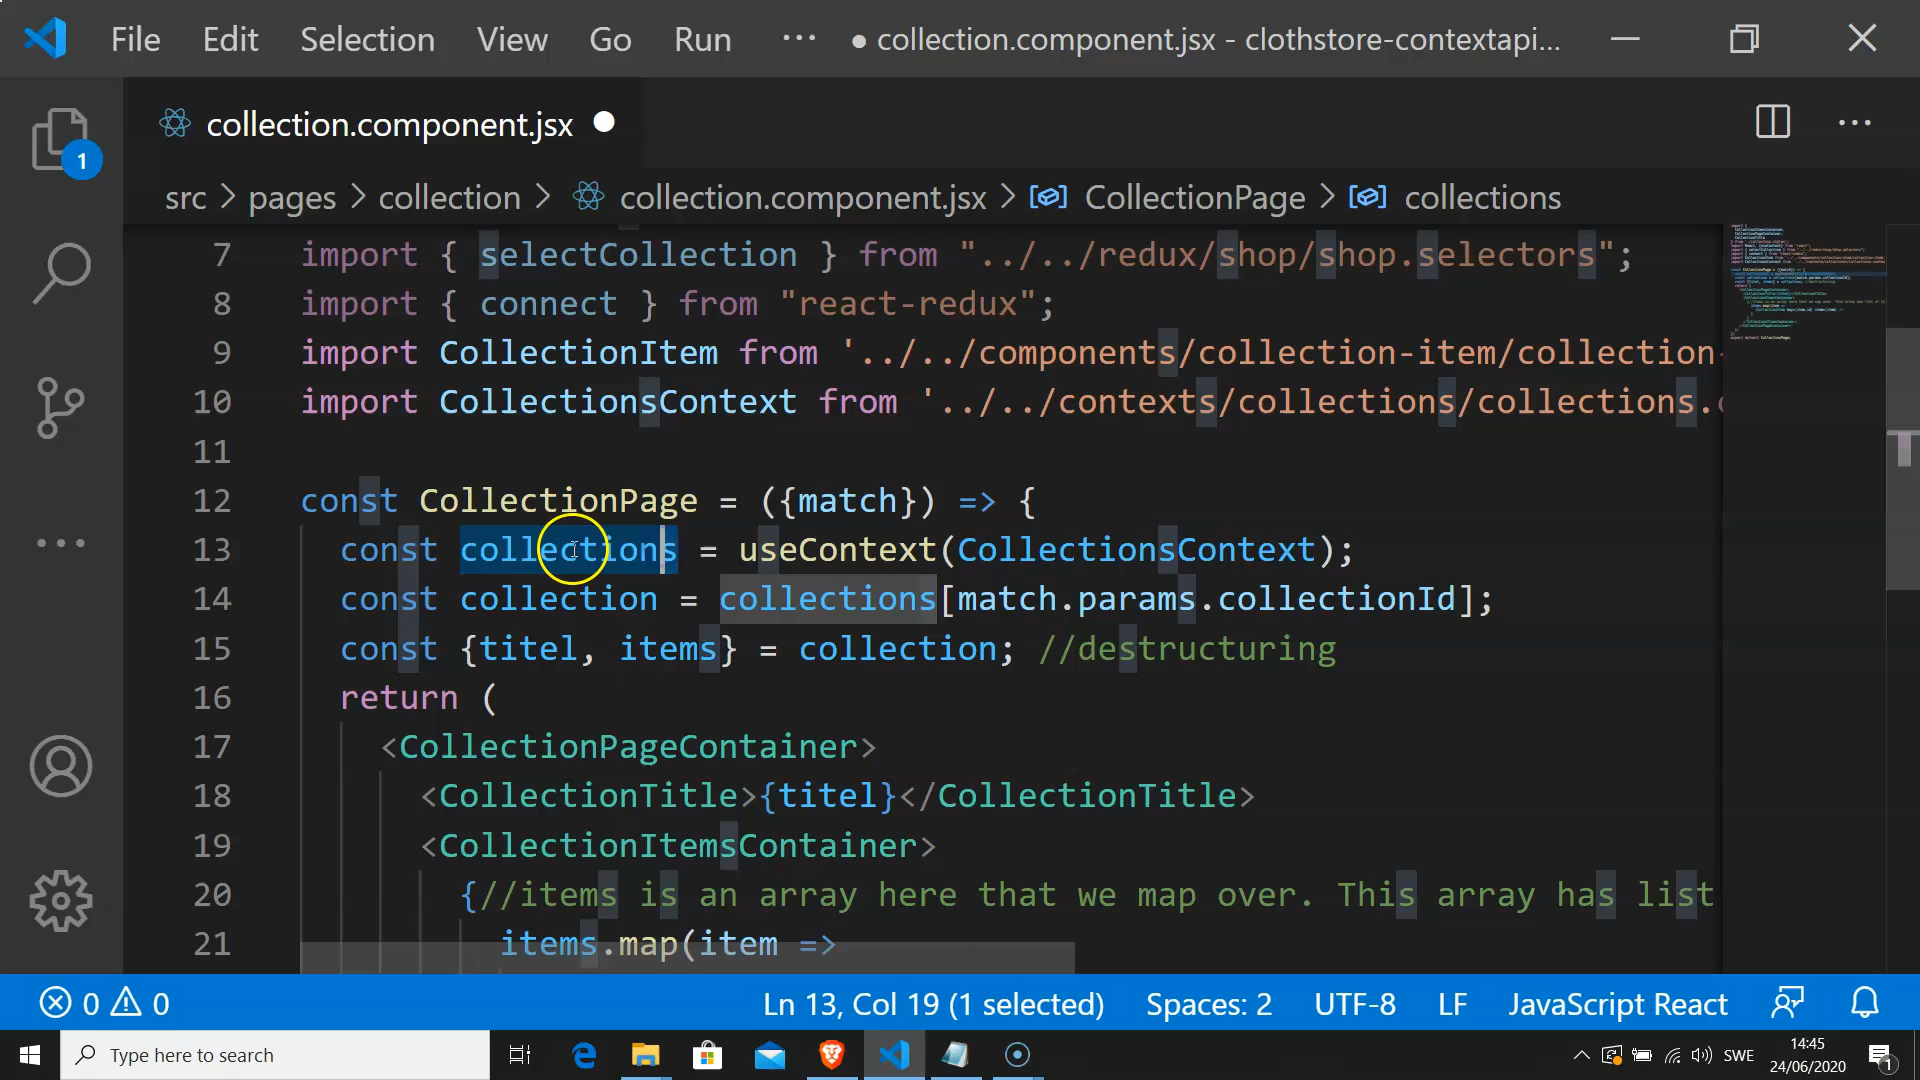 File Edit Selection View Go Run ··· ● collection.component.jsx - clothstore-contextapi...
collection.component.jsx
src > pages > collection > collection.component.jsx > CollectionPage > collections
1
7 import { selectCollection } from "../../redux/shop/shop.selectors";
8 import { connect } from "react-redux";
9 import CollectionItem from '../../components/collection-item/collection-
10 import CollectionsContext from '../../contexts/collections/collections.
11
12 const CollectionPage = ({match}) => {
13 const collections = useContext(CollectionsContext);
14 const collection = collections[match.params.collectionId];
15 const {titel, items} = collection; //destructuring
16 return (
17 <CollectionPageContainer>
18 <CollectionTitle>{titel}</CollectionTitle>
19 <CollectionItemsContainer>
20 {//items is an array here that we map over. This array has list
21 items.map(item =>
0 0 Ln 13, Col 19 (1 selected) Spaces: 2 UTF-8 LF JavaScript React
Type here to search
SWE
14:45
24/06/2020
1